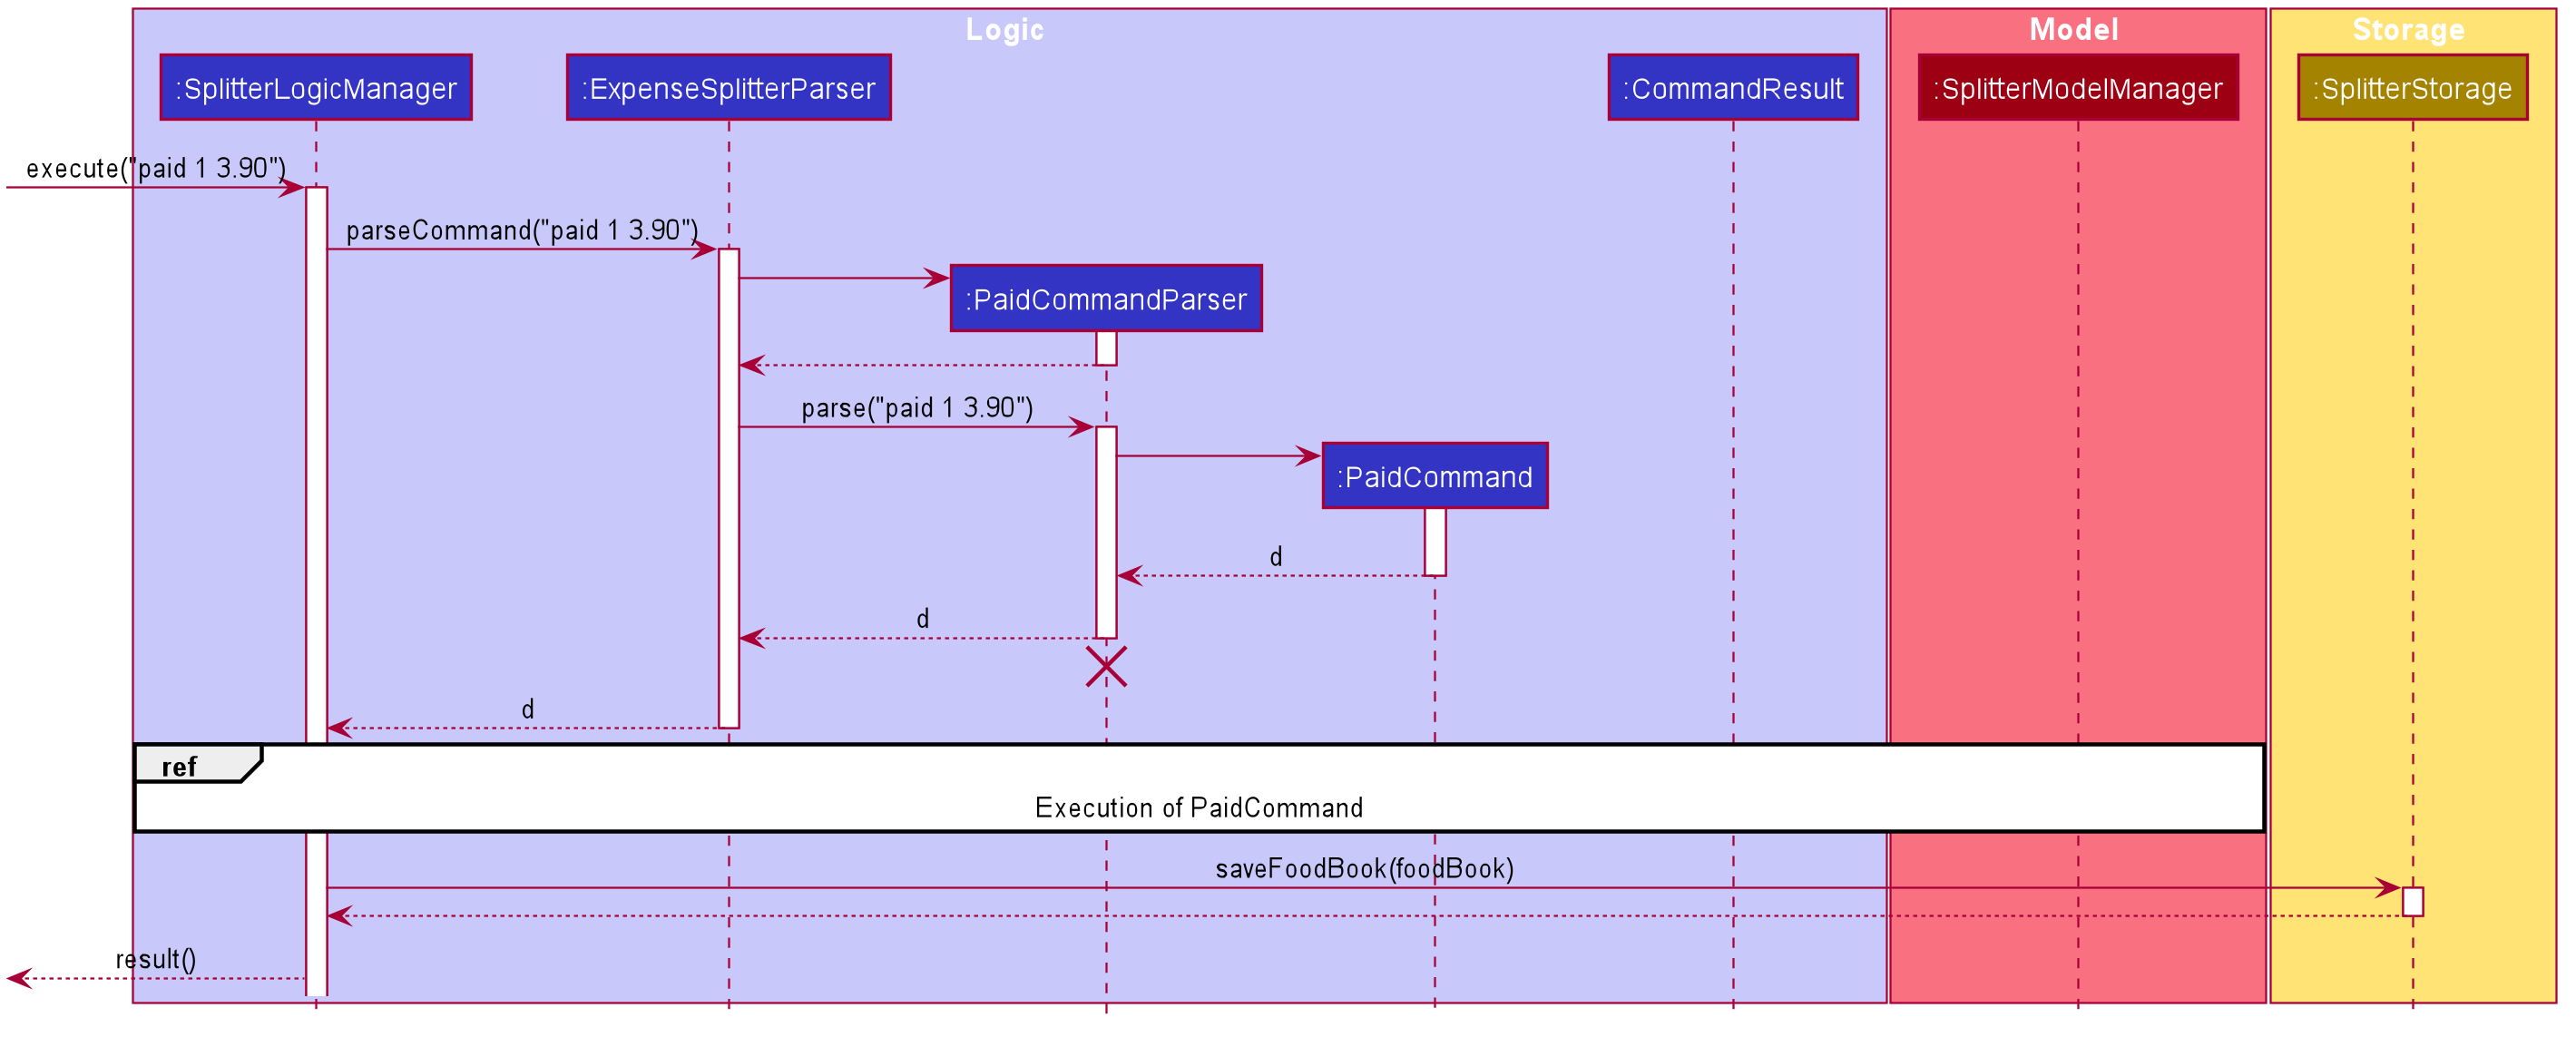 Logic
Model
Storage
:SplitterLogicManager
:ExpenseSplitterParser
:CommandResult
:SplitterModelManager
:SplitterStorage
execute("paid 1 3.90")
parseCommand("paid 1 3.90")
:PaidCommandParser
parse("paid 1 3.90")
:PaidCommand
d
d
d
ref
Execution of PaidCommand
saveFoodBook(foodBook)
result()